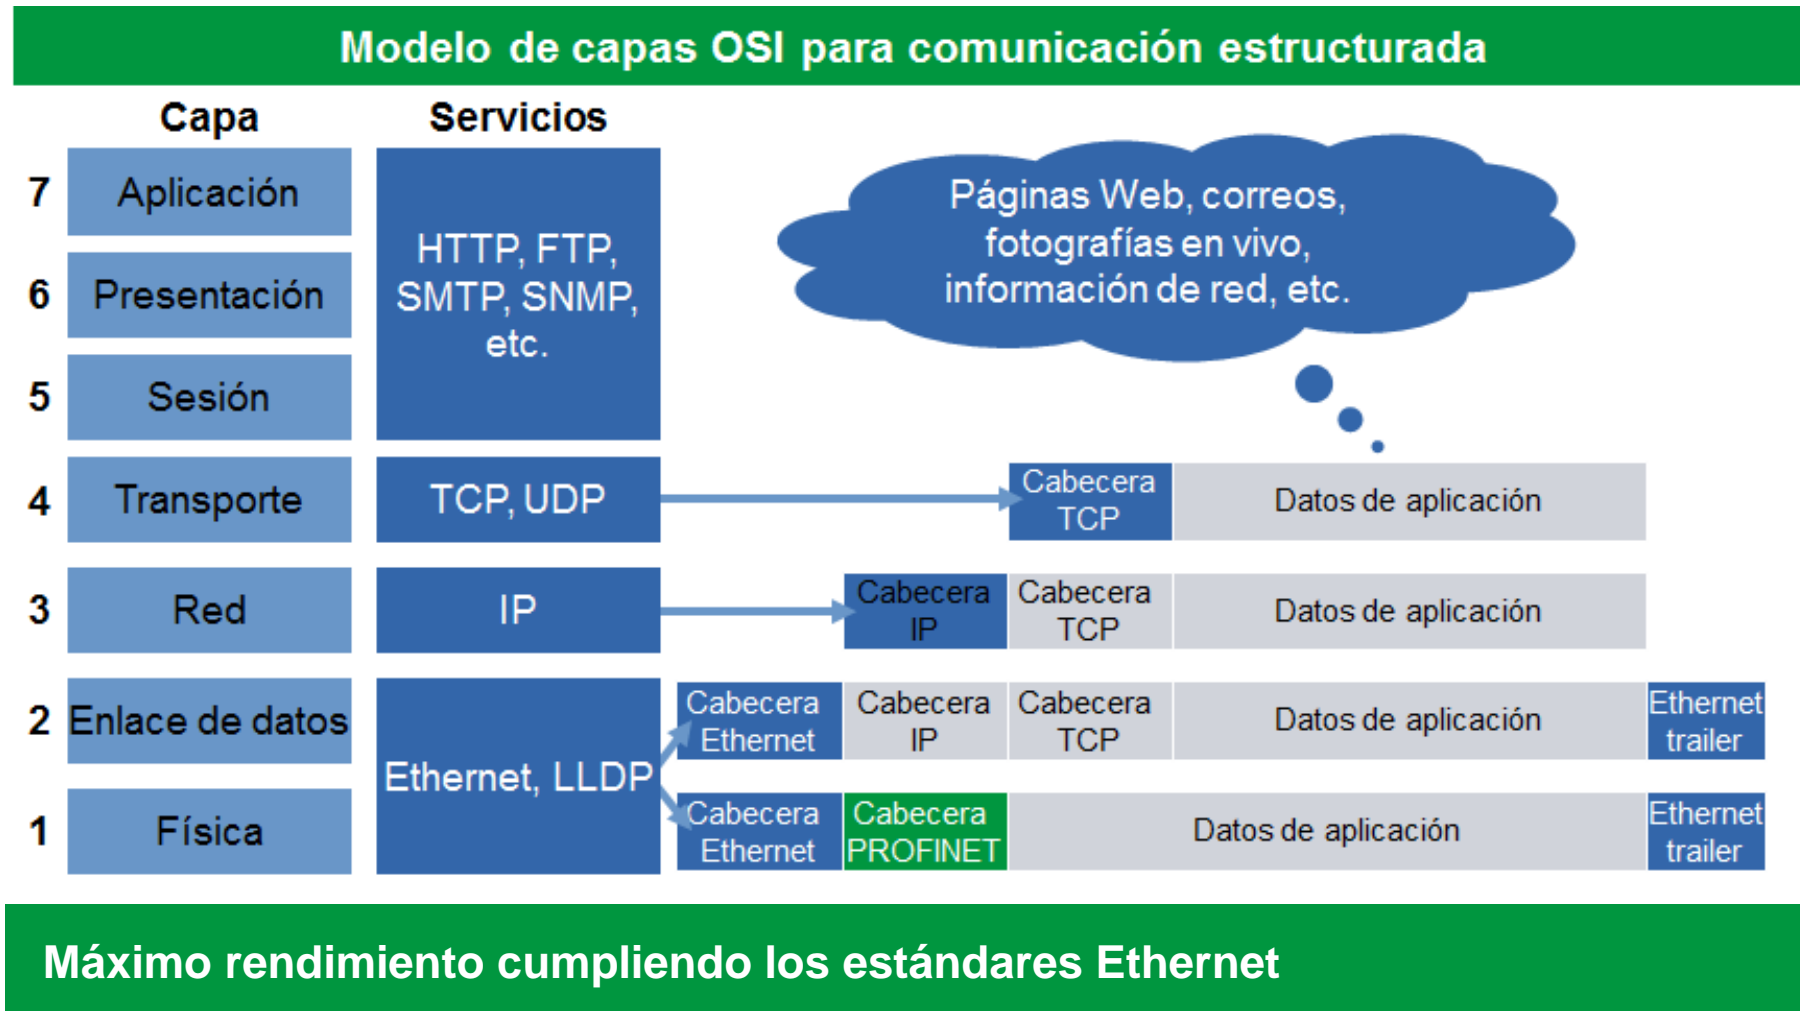 Modelo de capas OSI para comunicación estructurada
Capa
Servicios
7
Aplicación
6
Presentación
5
Sesión
HTTP, FTP,
SMTP, SNMP,
etc.
Páginas Web, correos,
fotografías en vivo,
información de red, etc.
4
Transporte
TCP, UDP
Cabecera
TCP
Datos de aplicación
3
Red
IP
Cabecera
IP
Cabecera
TCP
Datos de aplicación
2
Enlace de datos
Ethernet, LLDP
Cabecera
Ethernet
Cabecera
IP
Cabecera
TCP
Datos de aplicación
Ethernet
trailer
1
Física
Cabecera
Ethernet
Cabecera
PROFINET
Datos de aplicación
Ethernet
trailer
Máximo rendimiento cumpliendo los estándares Ethernet